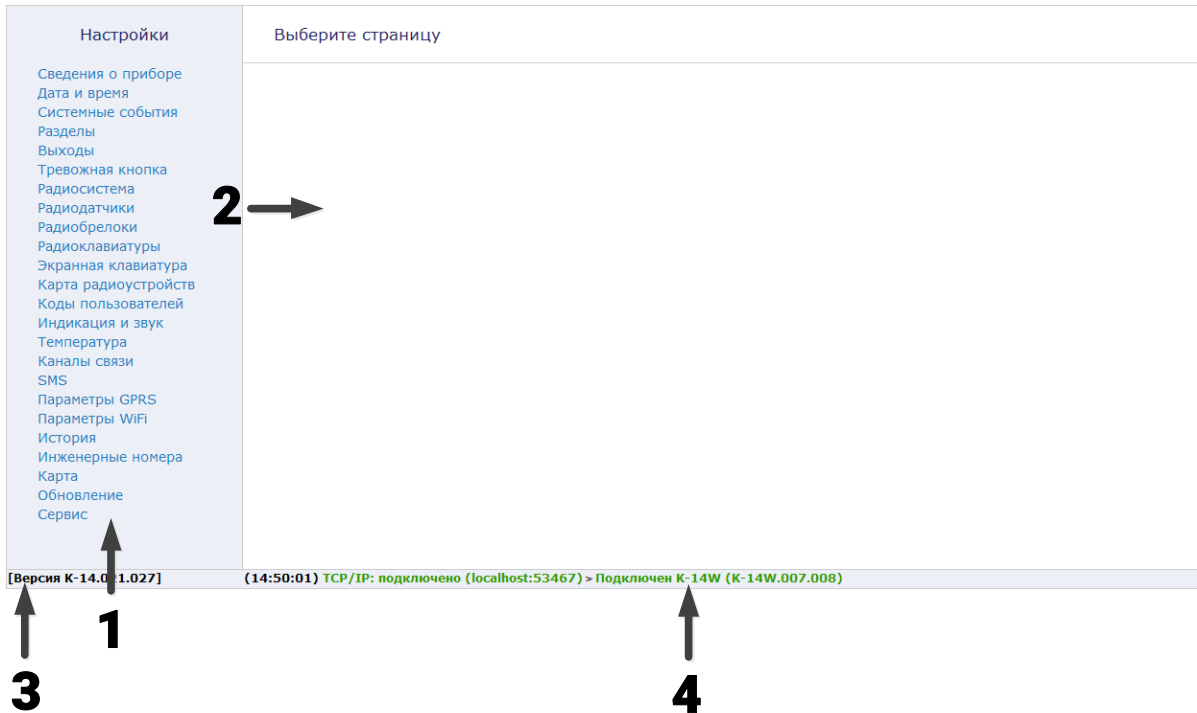 Настройки
Выберите страницу
Сведения о приборе
Дата и время
Системные события
Разделы
Выходы
Тревожная кнопка
Радиосистема
Радиодатчики
Радиобрелоки
Радиоклавиатуры
Экранная клавиатура
Карта радиоустройств
Коды пользователей
Индикация и звук
Температура
Каналы связи
SMS
Параметры GPRS
Параметры WiFi
История
Инженерные номера
Карта
Обновление
Сервис
2
[Версия К-14.021.027]
(14:50:01) TCP/IP: подключено (localhost:53467) > Подключен K-14W (K-14W.007.008)
1
3
4